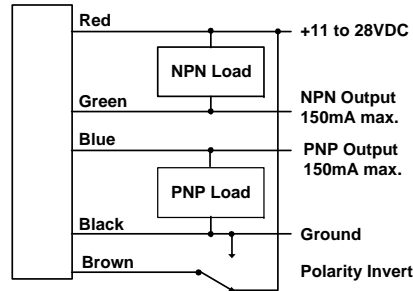 Red
+11 to 28VDC
NPN Load
Green
NPN Output
150mA max.
Blue
PNP Output
150mA max.
PNP Load
Black
Ground
Brown
Polarity Invert